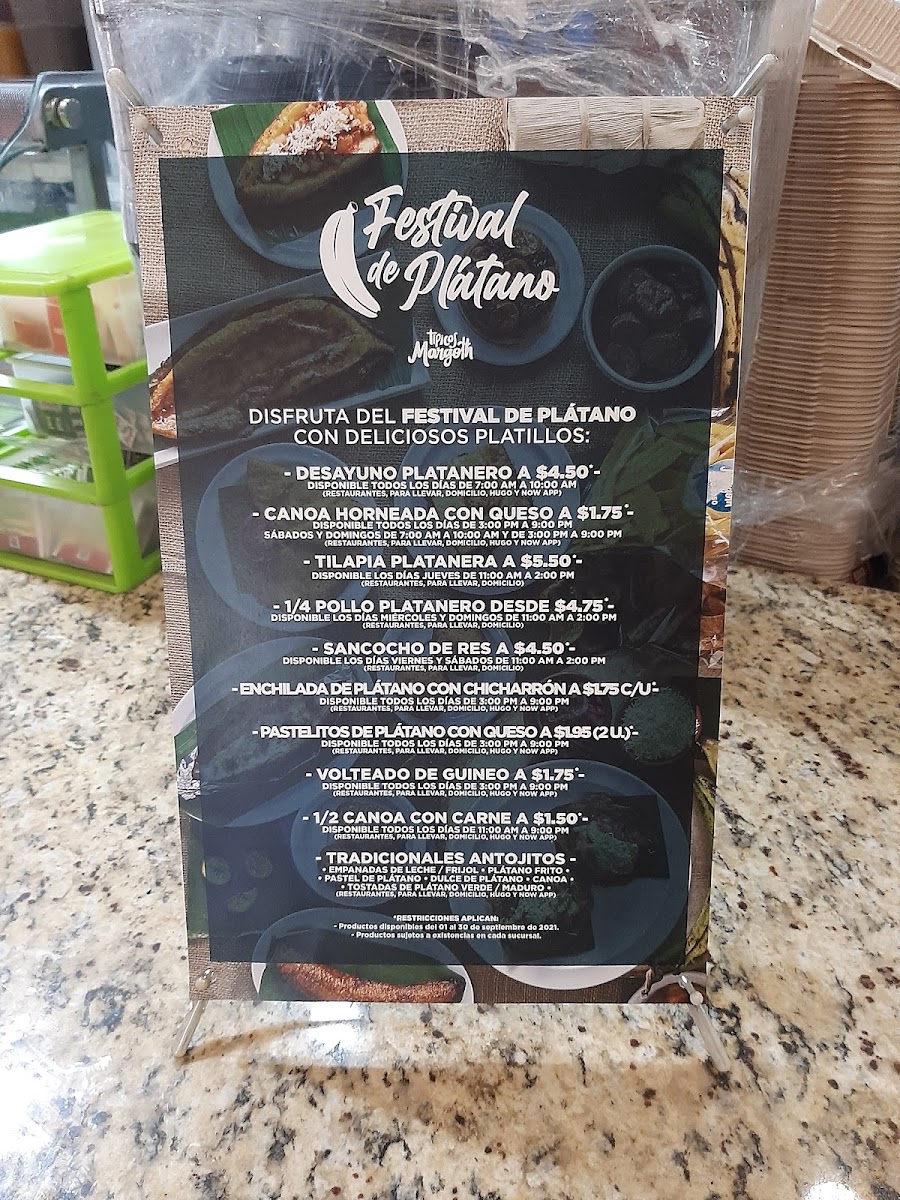 Festival
de Plátano
típicos
Margoth
DISFRUTA DEL FESTIVAL DE PLÁTANO
CON DELICIOSOS PLATILLOS:
- DESAYUNO PLATANERO A $4.50*-
DISPONIBLE TODOS LOS DÍAS DE 7:00 AM A 10:00 AM
(RESTAURANTES, PARA LLEVAR, DOMICILIO, HUGO Y NOW APP)
- CANOA HORNEADA CON QUESO A $1.75*-
DISPONIBLE TODOS LOS DÍAS DE 3:00 PM A 9:00 PM
SÁBADOS Y DOMINGOS DE 7:00 AM A 10:00 AM Y DE 3:00 PM A 9:00 PM
(RESTAURANTES, PARA LLEVAR, DOMICILIO, HUGO Y NOW APP)
- TILAPIA PLATANERA A $5.50*-
DISPONIBLE LOS DÍAS JUEVES DE 11:00 AM A 2:00 PM
(RESTAURANTES, PARA LLEVAR, DOMICILIO)
- 1/4 POLLO PLATANERO DESDE $4.75*-
DISPONIBLE LOS DÍAS MIÉRCOLES Y DOMINGOS DE 11:00 AM A 2:00 PM
(RESTAURANTES, PARA LLEVAR, DOMICILIO)
- SANCOCHO DE RES A $4.50*-
DISPONIBLE LOS DÍAS VIERNES Y SÁBADOS DE 11:00 AM A 2:00 PM
(RESTAURANTES, PARA LLEVAR, DOMICILIO)
- ENCHILADA DE PLÁTANO CON CHICHARRÓN A $1.75 C/U*-
DISPONIBLE TODOS LOS DÍAS DE 3:00 PM A 9:00 PM
(RESTAURANTES, PARA LLEVAR, DOMICILIO, HUGO Y NOW APP)
- PASTELITOS DE PLÁTANO CON QUESO A $1.95 (2 U.)*-
DISPONIBLE TODOS LOS DÍAS DE 3:00 PM A 9:00 PM
(RESTAURANTES, PARA LLEVAR, DOMICILIO, HUGO Y NOW APP)
- VOLTEADO DE GUINEO A $1.75*-
DISPONIBLE TODOS LOS DÍAS DE 3:00 PM A 9:00 PM
(RESTAURANTES, PARA LLEVAR, DOMICILIO, HUGO Y NOW APP)
- 1/2 CANOA CON CARNE A $1.50*-
DISPONIBLE TODOS LOS DÍAS DE 11:00 AM A 9:00 PM
(RESTAURANTES, PARA LLEVAR, DOMICILIO, HUGO Y NOW APP)
- TRADICIONALES ANTOJITOS -
• EMPANADAS DE LECHE / FRIJOL • PLÁTANO FRITO •
• PASTEL DE PLÁTANO • DULCE DE PLÁTANO • CANOA •
• TOSTADAS DE PLÁTANO VERDE / MADURO •
(RESTAURANTES, PARA LLEVAR, DOMICILIO, HUGO Y NOW APP)
*RESTRICCIONES APLICAN:
- Productos disponibles del 01 al 30 de septiembre de 2021.
- Productos sujetos a existencias en cada sucursal.